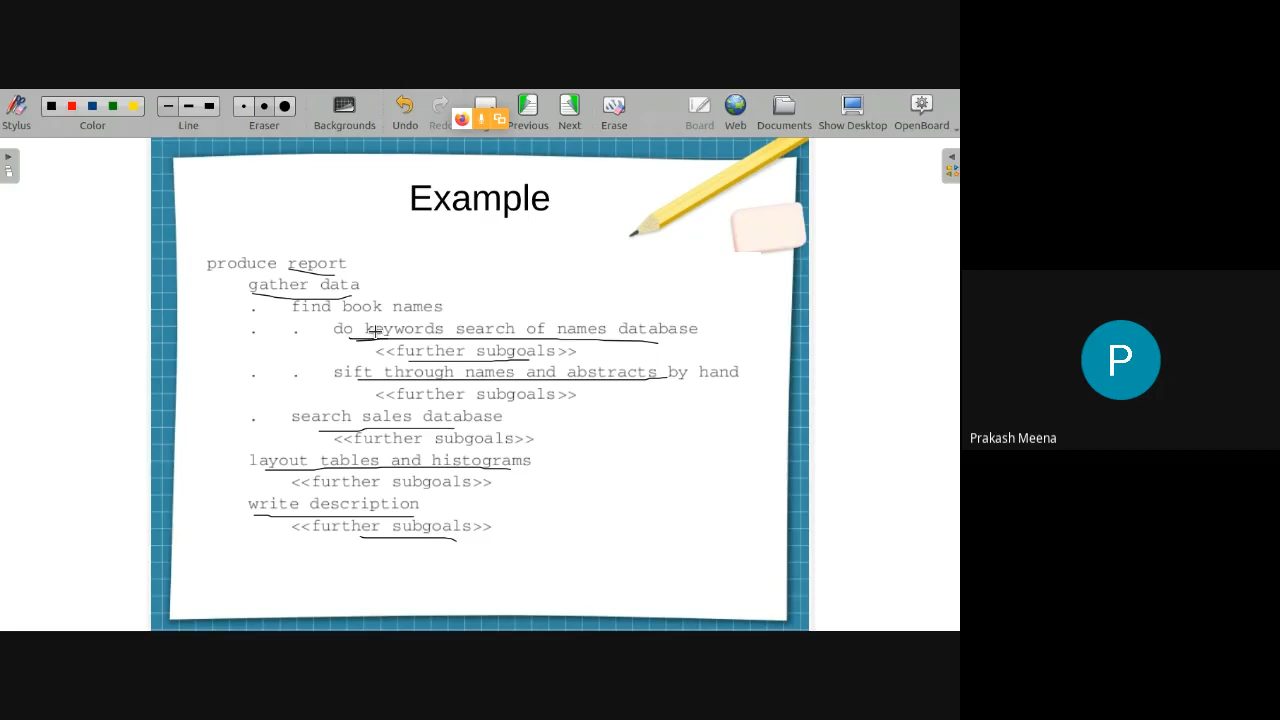 Stylus
Color
Line
Eraser
Backgrounds
Undo
Previous
Next
Erase
Board
Web
Documents
Show Desktop
OpenBoard
Example
produce report
gather data
. find book names
. . do keywords search of names database
<<further subgoals>>
. . sift through names and abstracts by hand
<<further subgoals>>
. search sales database
<<further subgoals>>
layout tables and histograms
<<further subgoals>>
write description
<<further subgoals>>
P
Prakash Meena